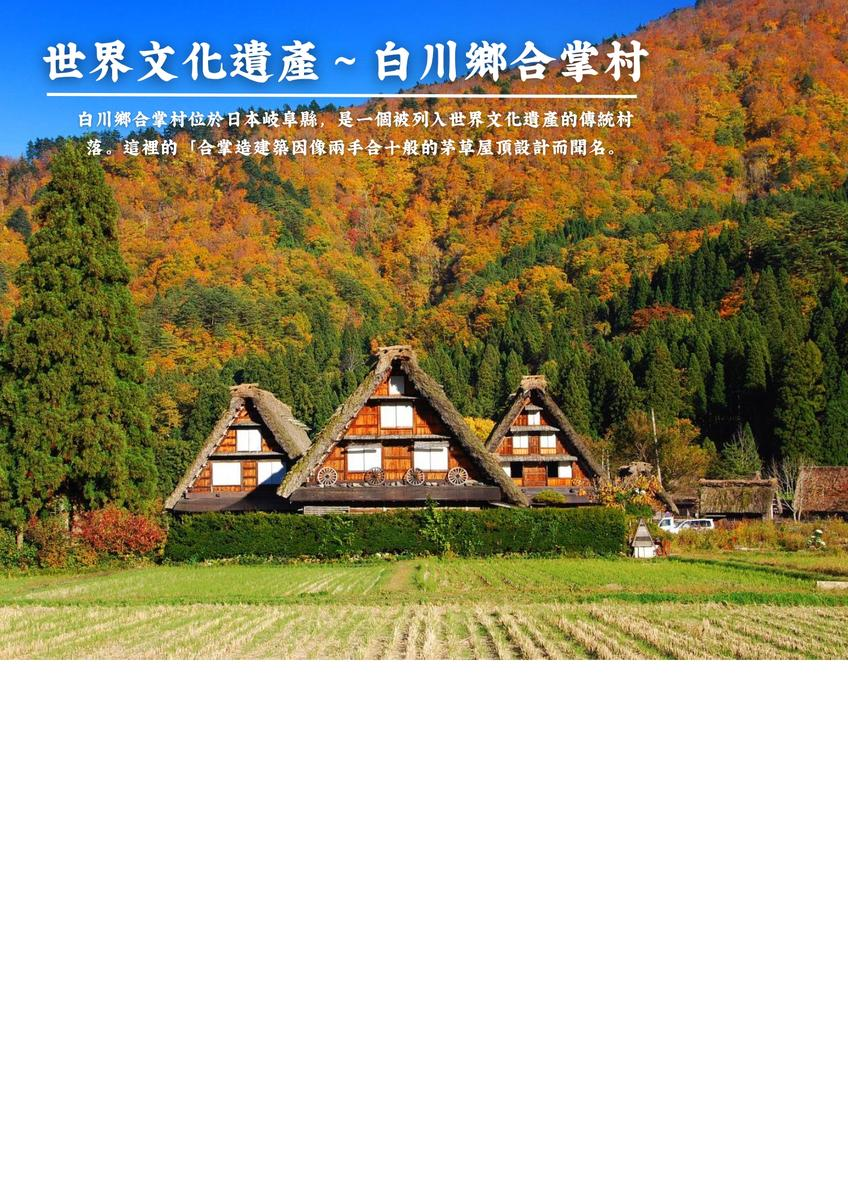 世界文化遺產~白川鄉合掌村
白川鄉合掌村位於日本岐阜縣，是一個被列入世界文化遺產的傳統村
落。這裡的「合掌造建築因像兩手合十般的茅草屋頂設計而聞名。